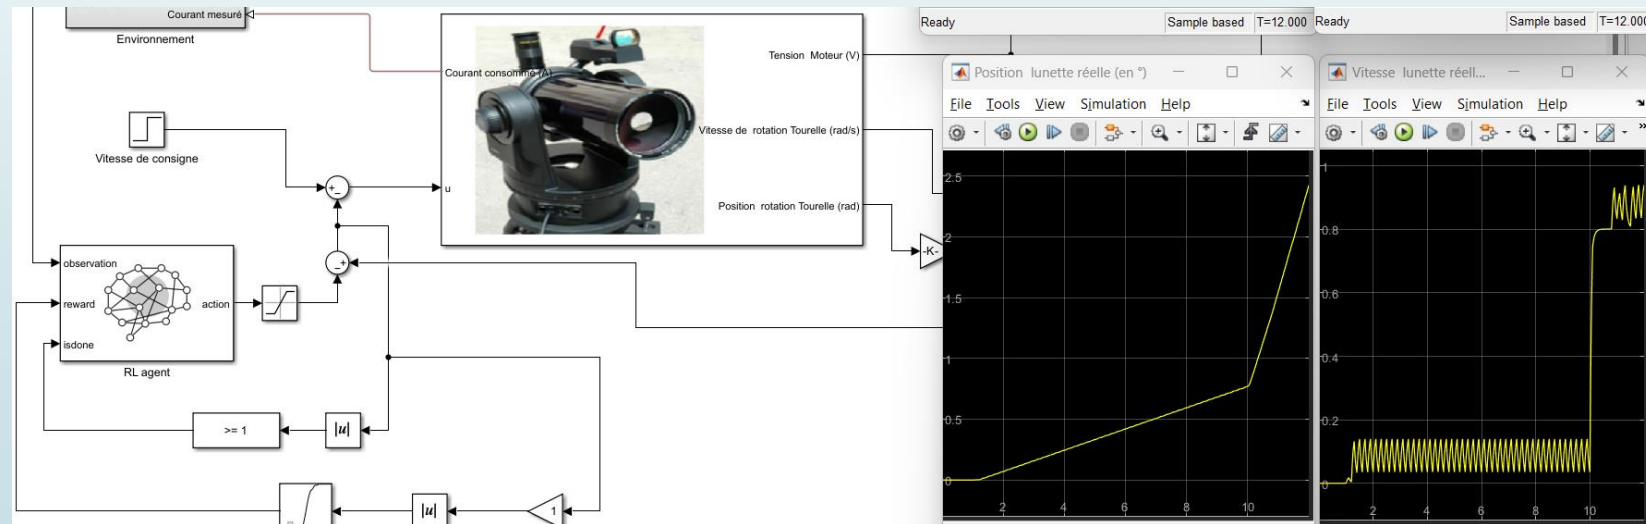 Courant mesuré
Environnement
Courant consommé (A)
Tension Moteur (V)
Vitesse de rotation Tourelle (rad/s)
Position rotation Tourelle (rad)
u
Vitesse de consigne
+
-
-
+
-K-
observation
reward
isdone
action
RL agent
>= 1
|u|
|u|
1
Ready
Sample based
T=12.000
Ready
Sample based
T=12.000
Position lunette réelle (en °)
File Tools View Simulation Help
2.5
2
1.5
1
0.5
0
2 4 6 8 10
Vitesse lunette réell...
File Tools View Simulation Help
»
1
0.8
0.6
0.4
0.2
0
2 4 6 8 10